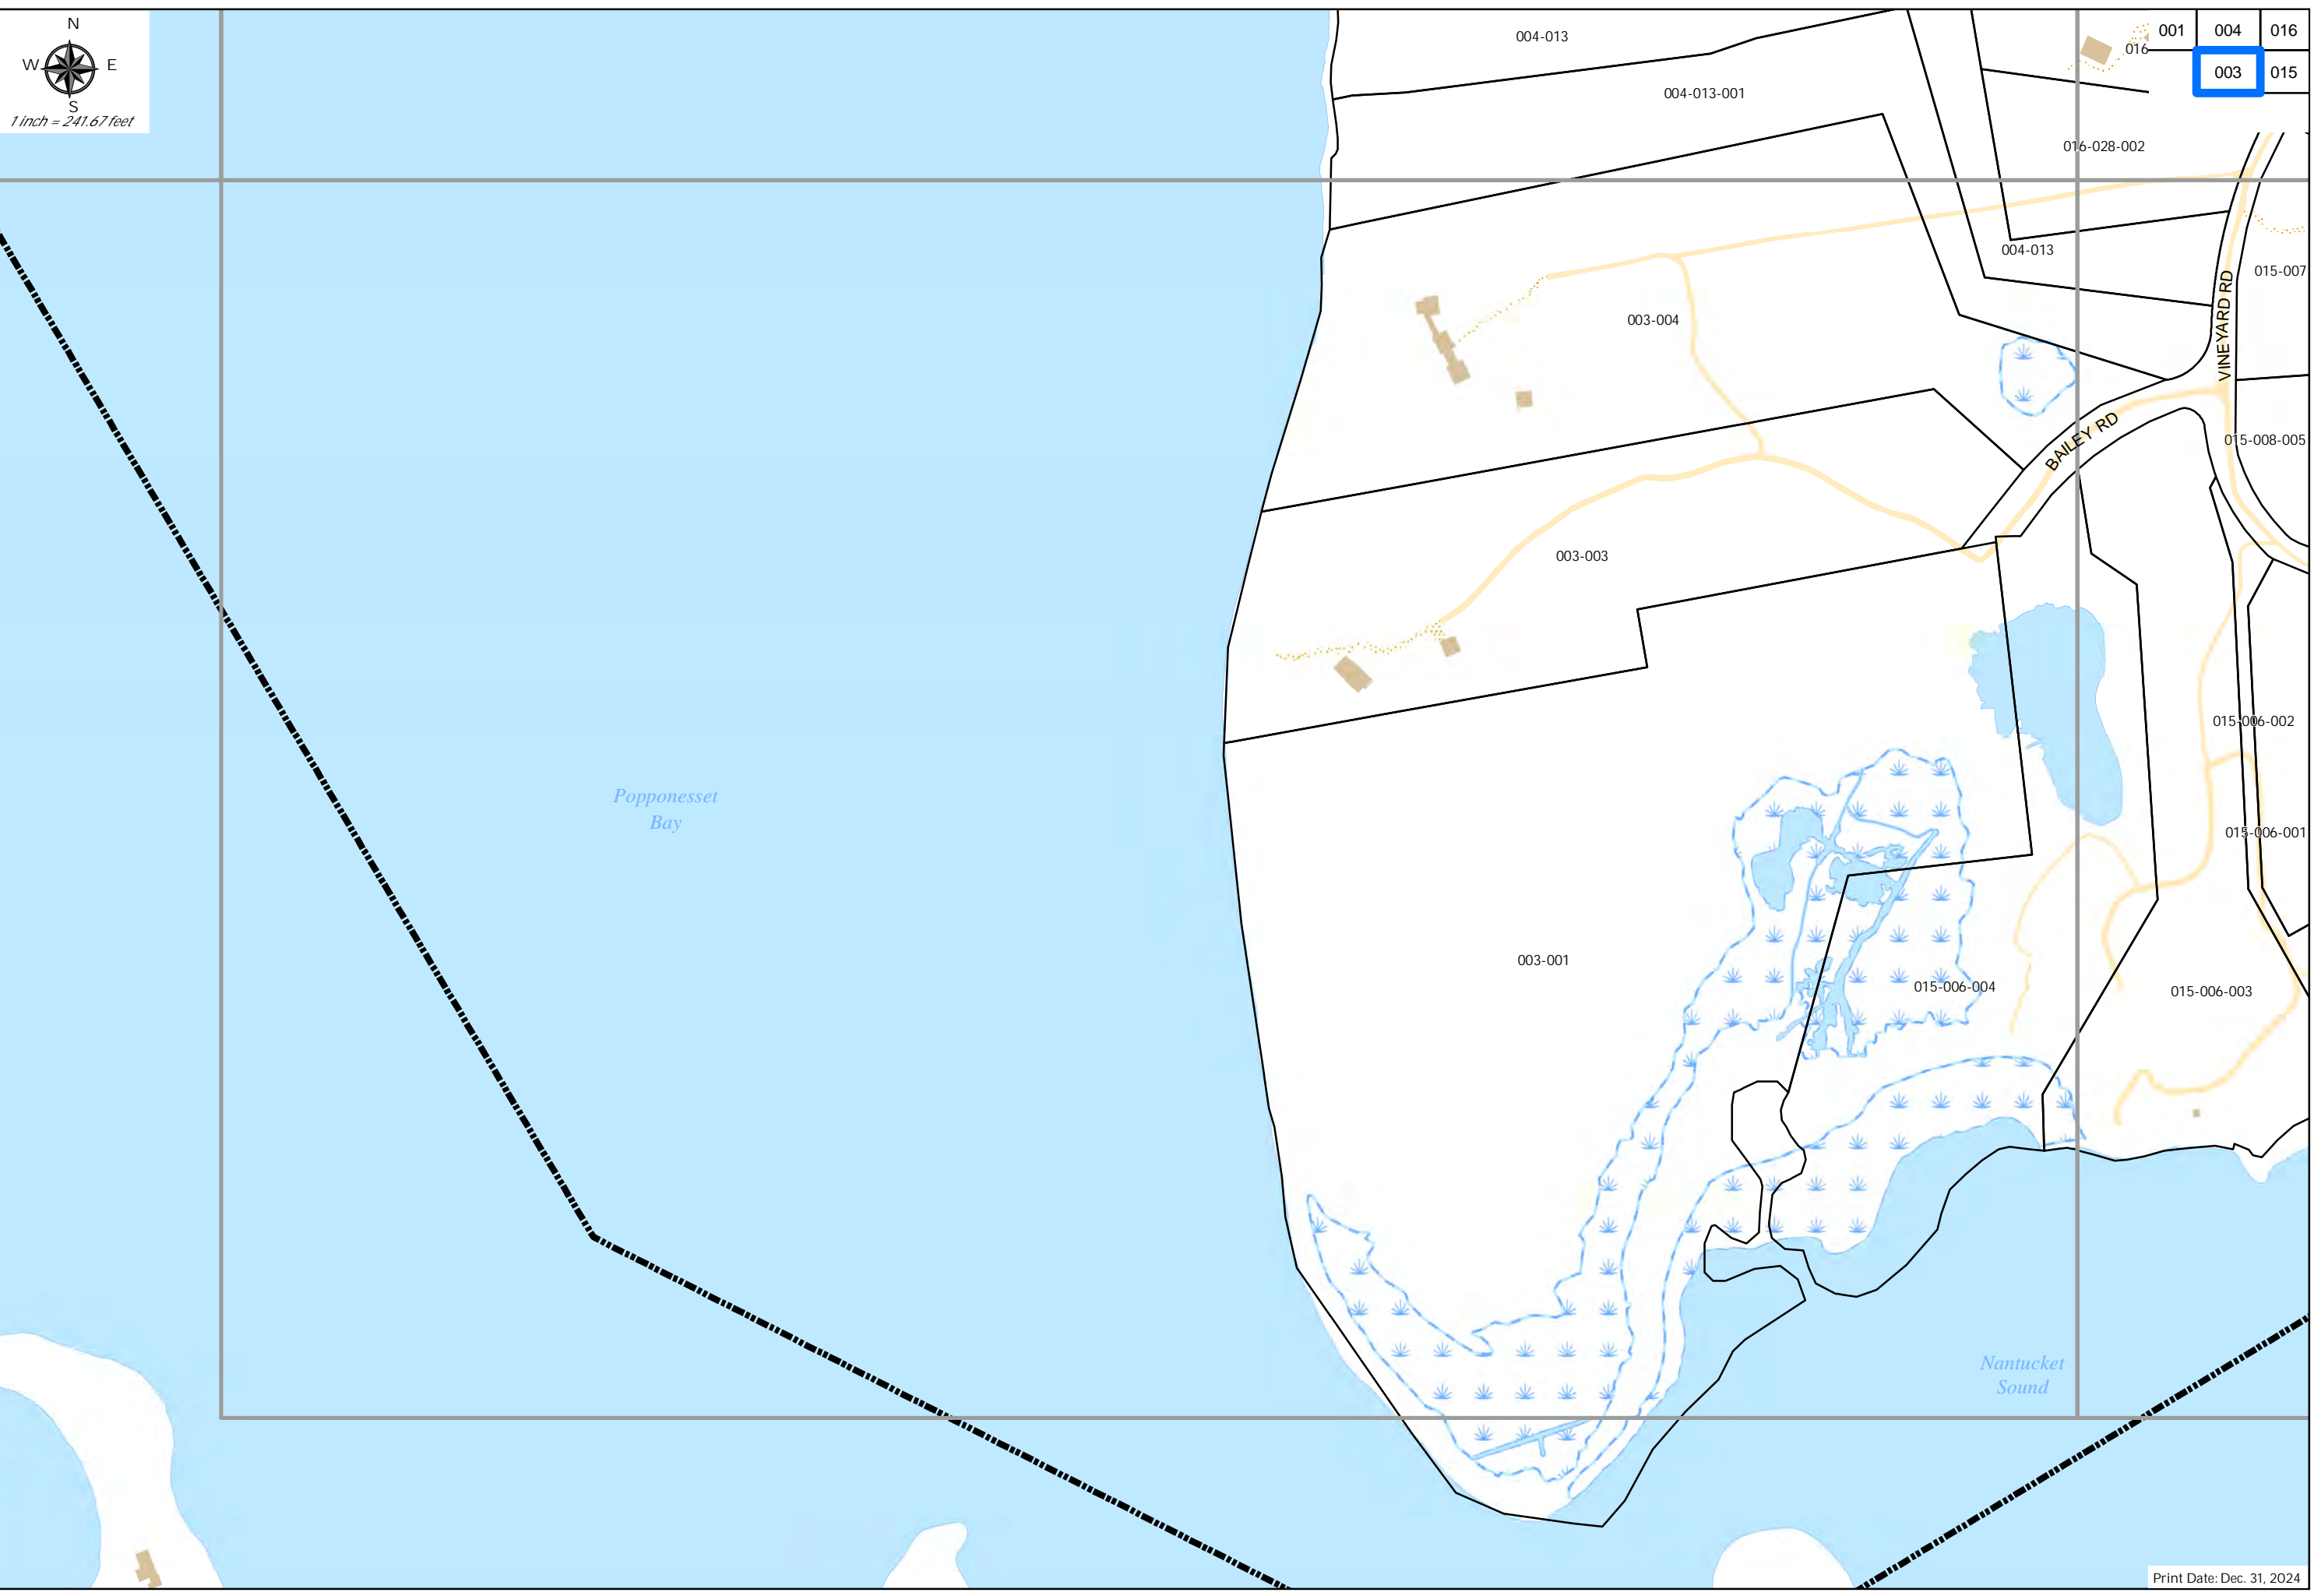 N
W E
S
1 inch = 241.67 feet
001 004 016
003 015
004-013
016
004-013-001
016-028-002
004-013
015-007
VINEYARD RD
003-004
BAILEY RD
015-008-005
003-003
015-006-002
Popponesset
Bay
015-006-001
003-001
015-006-004
015-006-003
Nantucket
Sound
Print Date: Dec. 31, 2024